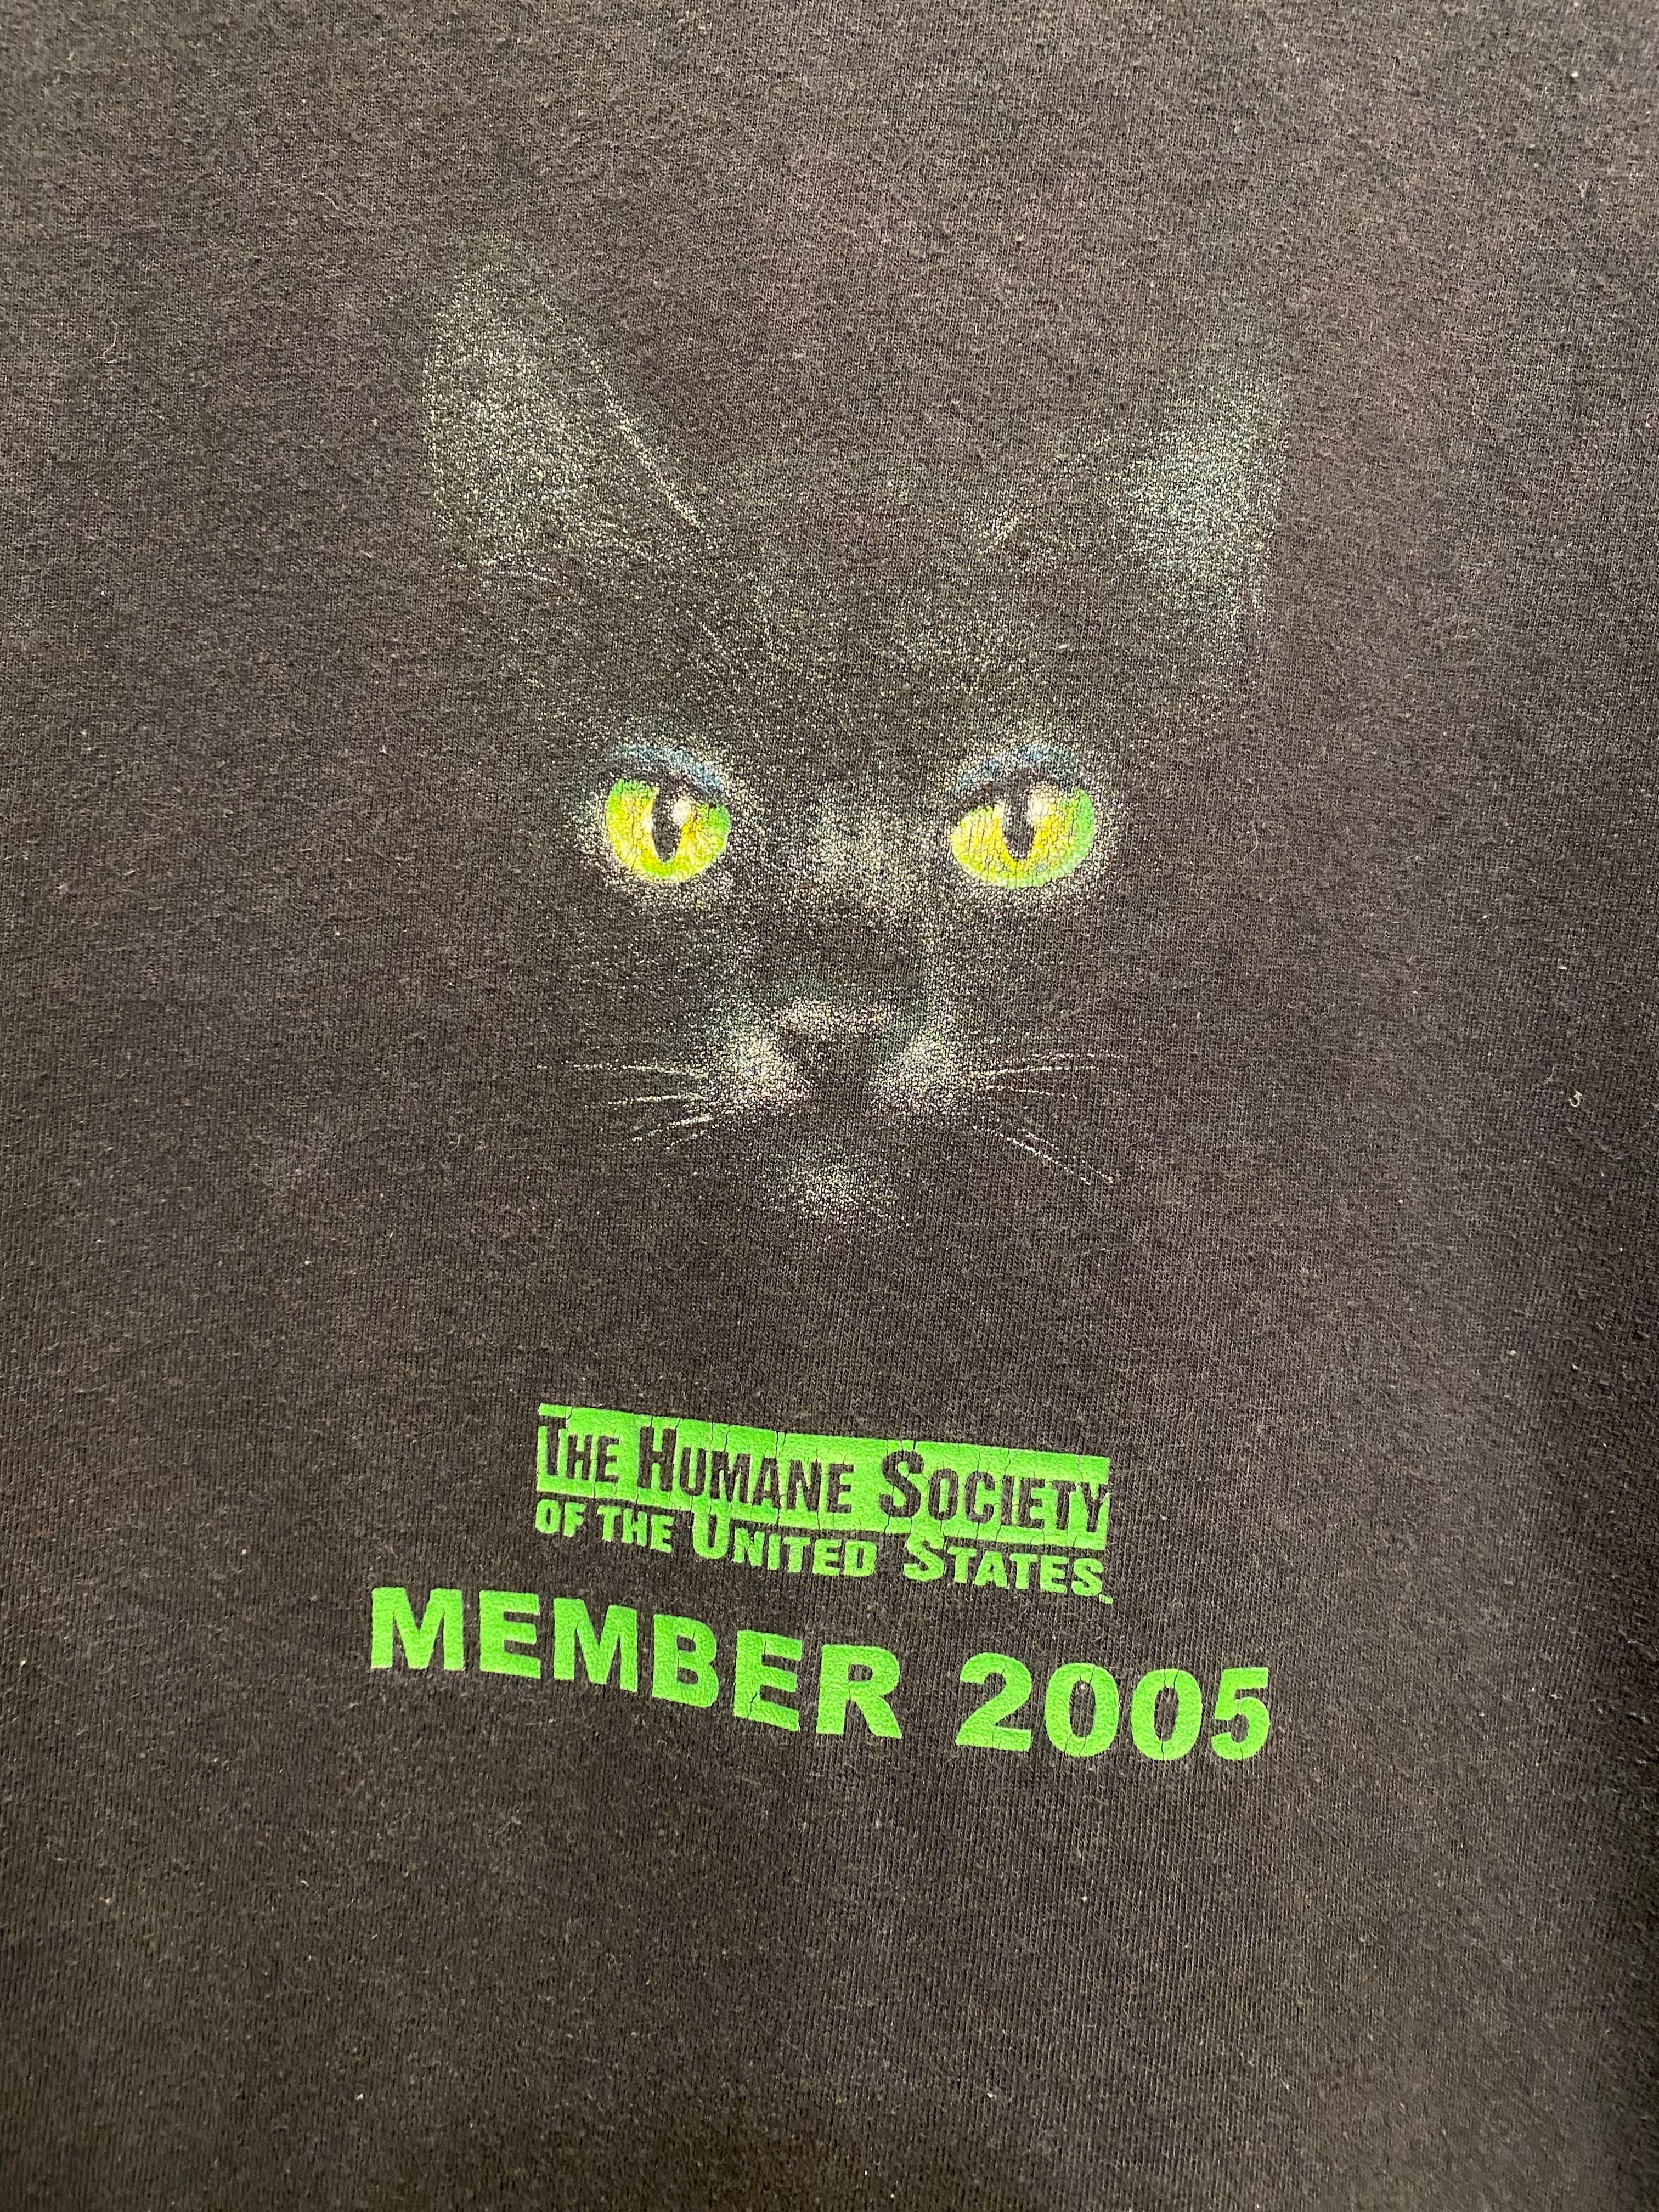 THE HUMANE SOCIETY
OF THE UNITED STATES
MEMBER 2005